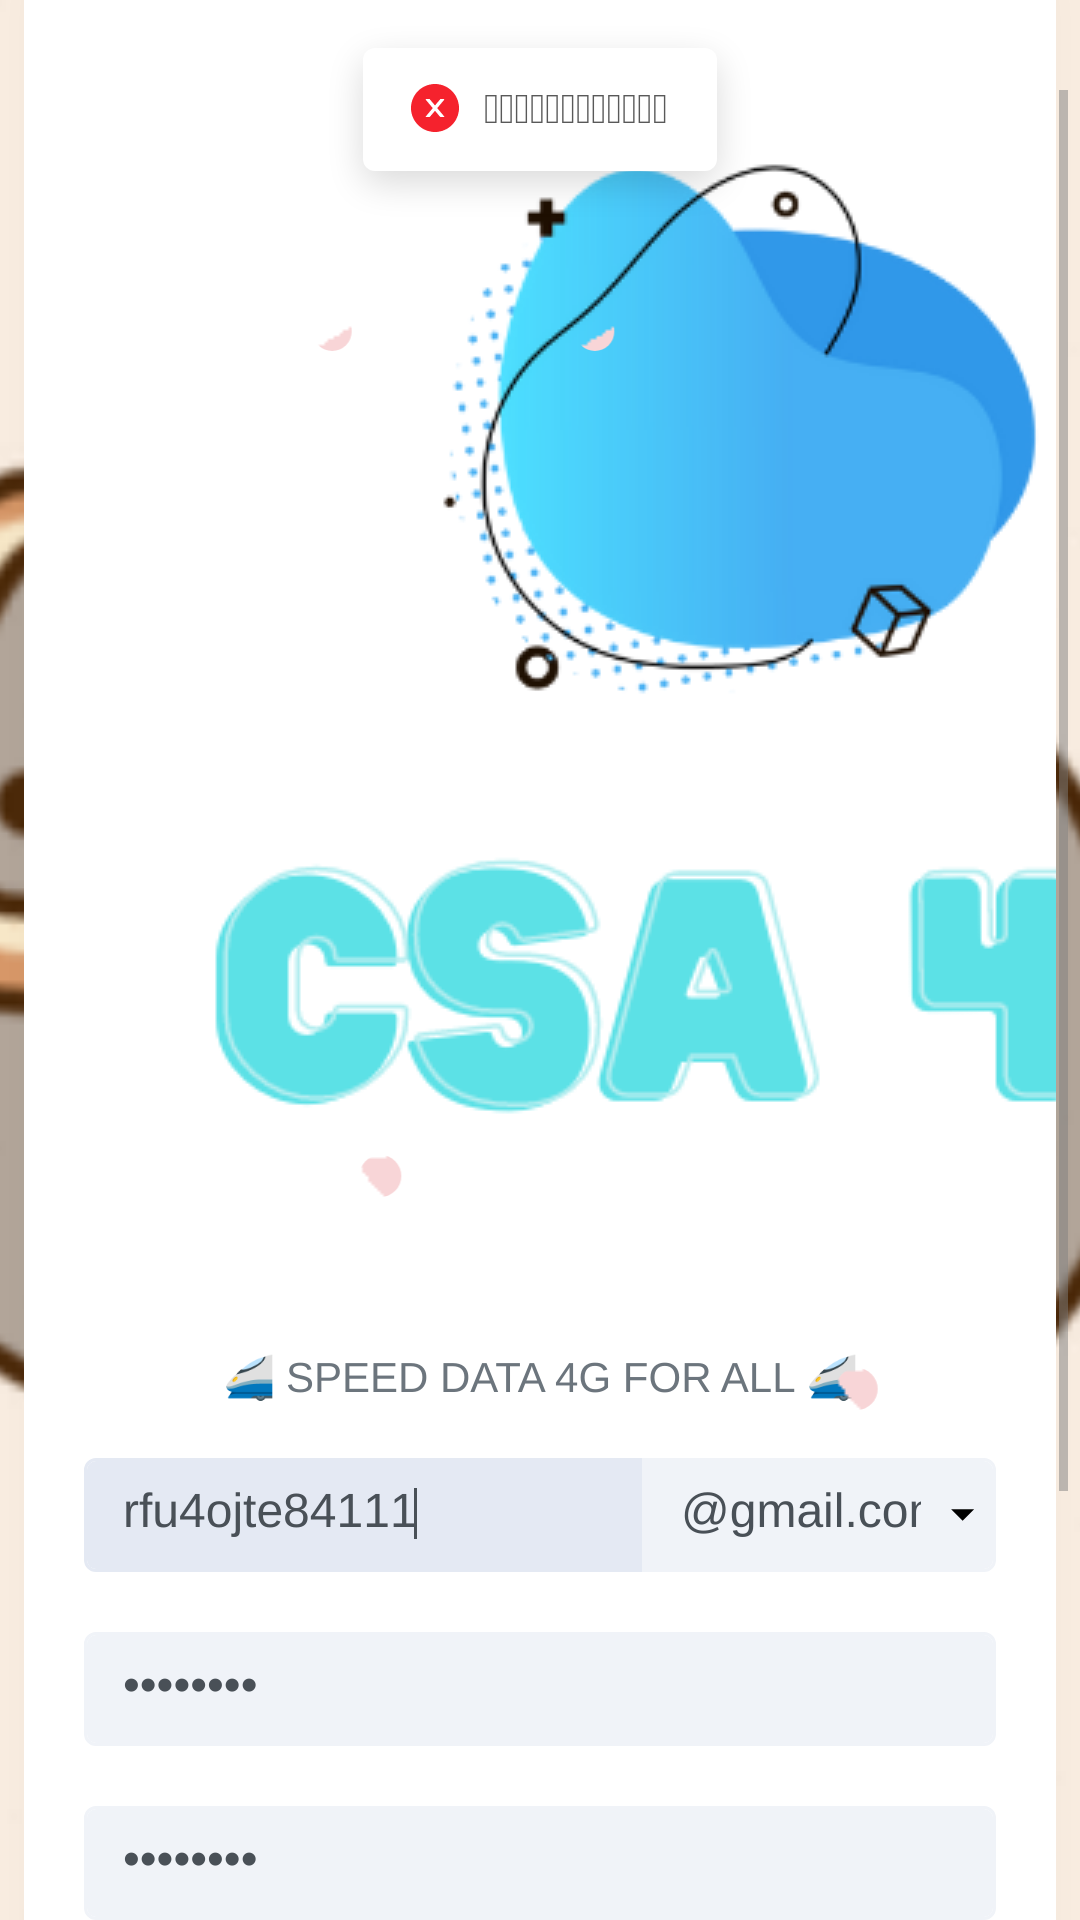 CSA 4
🚄 SPEED DATA 4G FOR ALL 🚄
rfu4ojte84111
@gmail.cor
••••••••
••••••••